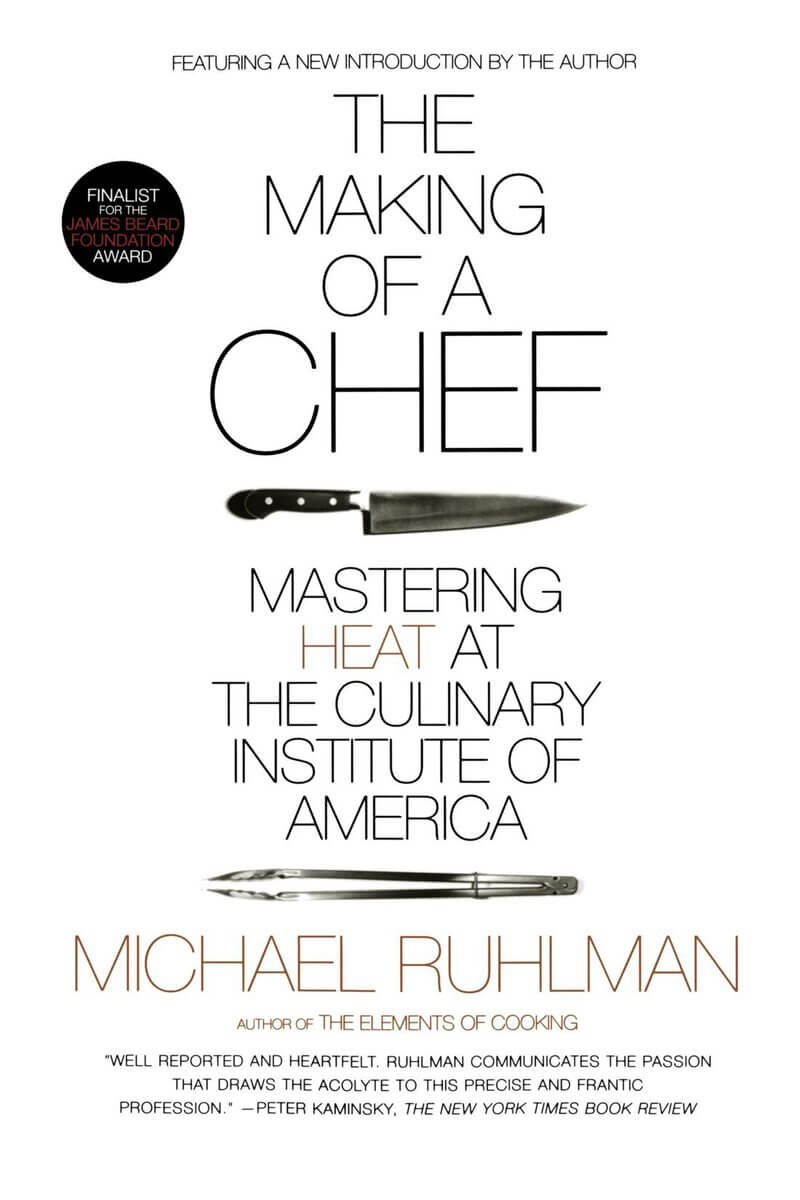 FEATURING A NEW INTRODUCTION BY THE AUTHOR
THE
MAKING
OF A
CHEF
FINALIST
FOR THE
JAMES BEARD
FOUNDATION
AWARD
MASTERING
HEAT AT
THE CULINARY
INSTITUTE OF
AMERICA
MICHAEL RUHLMAN
AUTHOR OF THE ELEMENTS OF COOKING
"WELL REPORTED AND HEARTFELT. RUHLMAN COMMUNICATES THE PASSION
THAT DRAWS THE ACOLYTE TO THIS PRECISE AND FRANTIC
PROFESSION." —PETER KAMINSKY, THE NEW YORK TIMES BOOK REVIEW